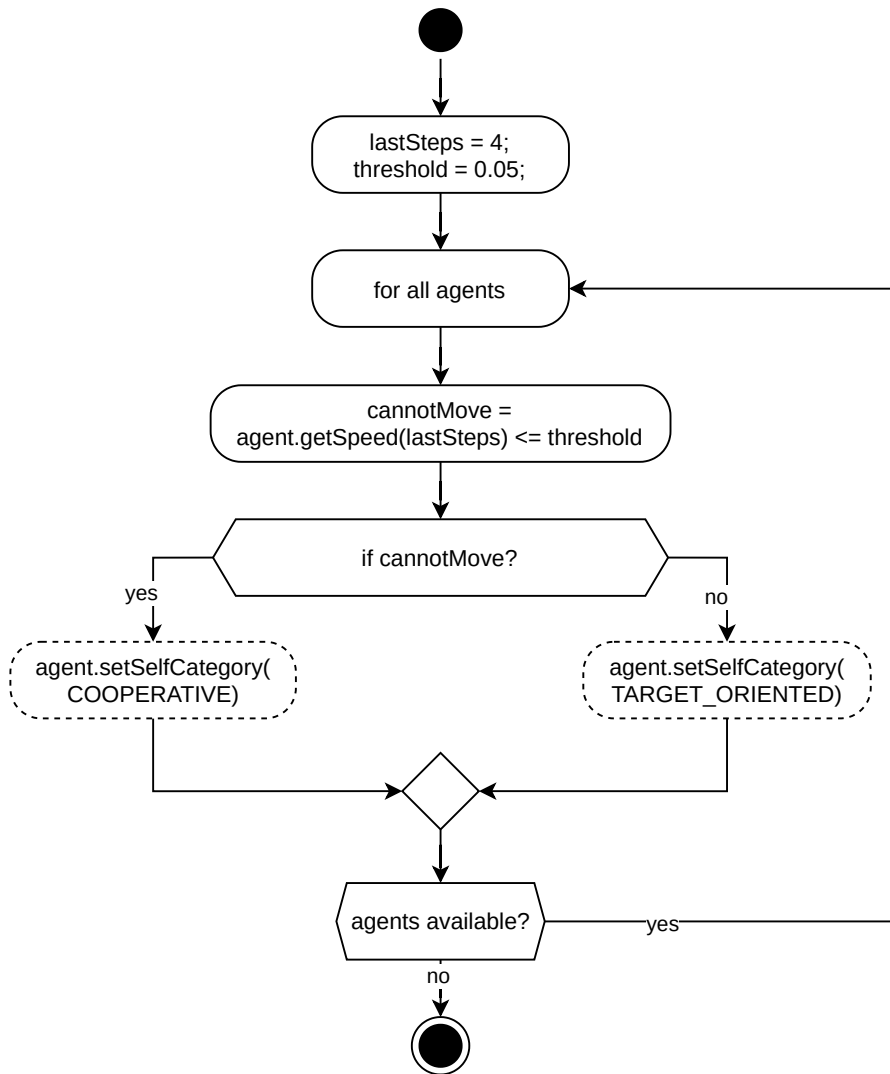 lastSteps = 4;
threshold = 0.05;
for all agents
cannotMove =
agent.getSpeed(lastSteps) <= threshold
if cannotMove?
yes
no
agent.setSelfCategory(
COOPERATIVE)
agent.setSelfCategory(
TARGET_ORIENTED)
agents available?
yes
no